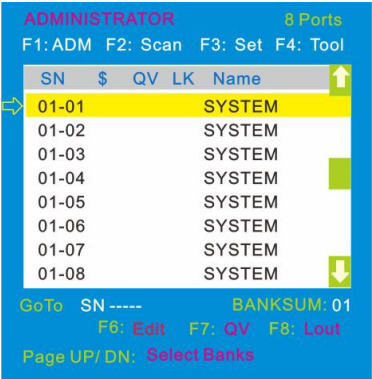 ADMINISTRATOR 8 Ports
F1: ADM F2: Scan F3: Set F4: Tool
SN $ QV LK Name
01-01 SYSTEM
01-02 SYSTEM
01-03 SYSTEM
01-04 SYSTEM
01-05 SYSTEM
01-06 SYSTEM
01-07 SYSTEM
01-08 SYSTEM
GoTo SN ----- BANKSUM: 01
F6: Edit F7: QV F8: Lout
Page UP/ DN: Select Banks